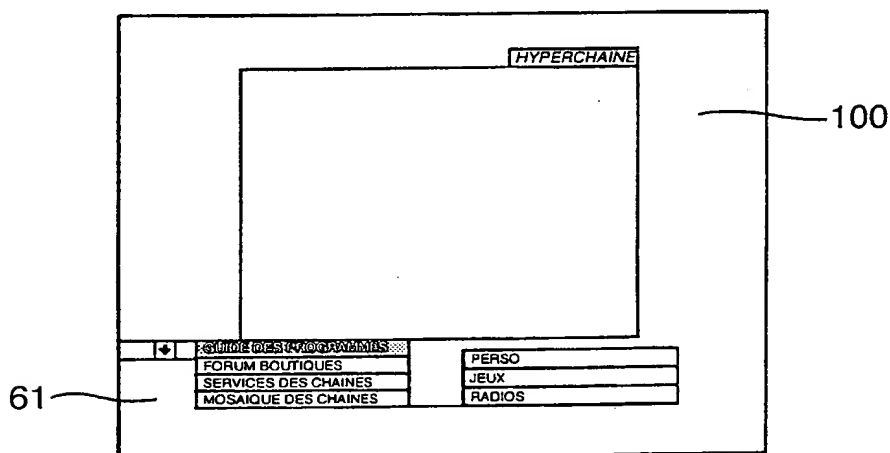 HYPERCHAINE
100
GUIDE DES PROGRAMMES
FORUM BOUTIQUES
SERVICES DES CHAINES
MOSAIQUE DES CHAINES
PERSO
JEUX
RADIOS
61